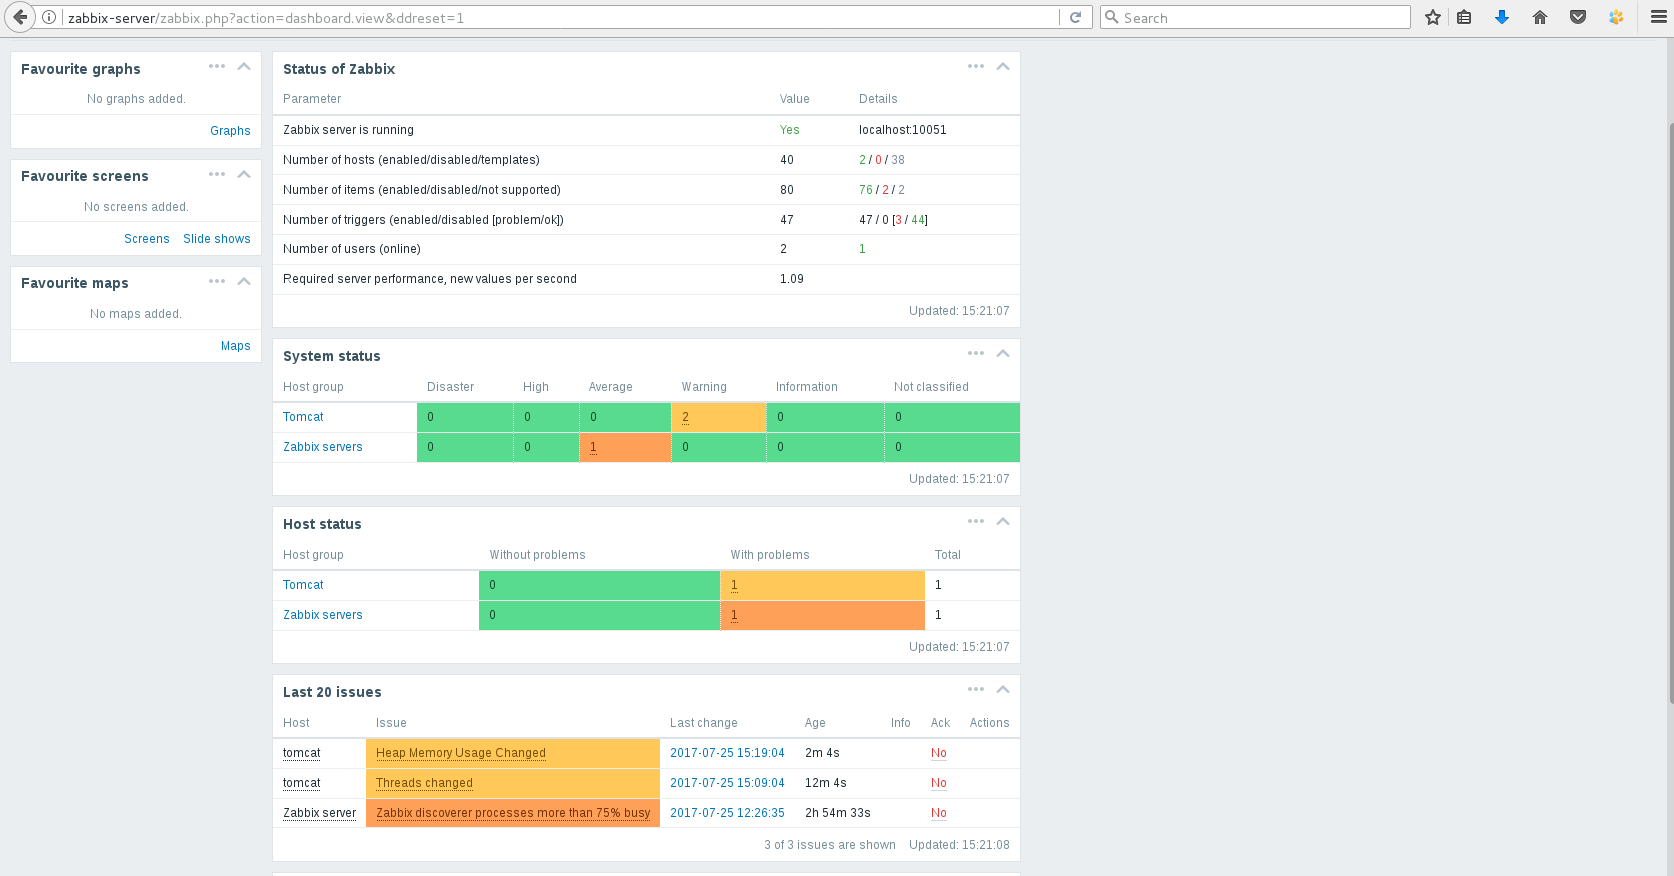 zabbix-server/zabbix.php?action=dashboard.view&ddreset=1
Search
Favourite graphs
No graphs added.
Graphs
Favourite screens
No screens added.
Screens Slide shows
Favourite maps
No maps added.
Maps
Status of Zabbix
Parameter Value Details
Zabbix server is running Yes localhost:10051
Number of hosts (enabled/disabled/templates) 40 2 / 0 / 38
Number of items (enabled/disabled/not supported) 80 76 / 2 / 2
Number of triggers (enabled/disabled [problem/ok]) 47 47 / 0 [3 / 44]
Number of users (online) 2 1
Required server performance, new values per second 1.09
Updated: 15:21:07
System status
Host group Disaster High Average Warning Information Not classified
Tomcat 0 0 0 2 0 0
Zabbix servers 0 0 1 0 0 0
Updated: 15:21:07
Host status
Host group Without problems With problems Total
Tomcat 0 1 1
Zabbix servers 0 1 1
Updated: 15:21:07
Last 20 issues
Host Issue Last change Age Info Ack Actions
tomcat Heap Memory Usage Changed 2017-07-25 15:19:04 2m 4s No
tomcat Threads changed 2017-07-25 15:09:04 12m 4s No
Zabbix server Zabbix discoverer processes more than 75% busy 2017-07-25 12:26:35 2h 54m 33s No
3 of 3 issues are shown Updated: 15:21:08